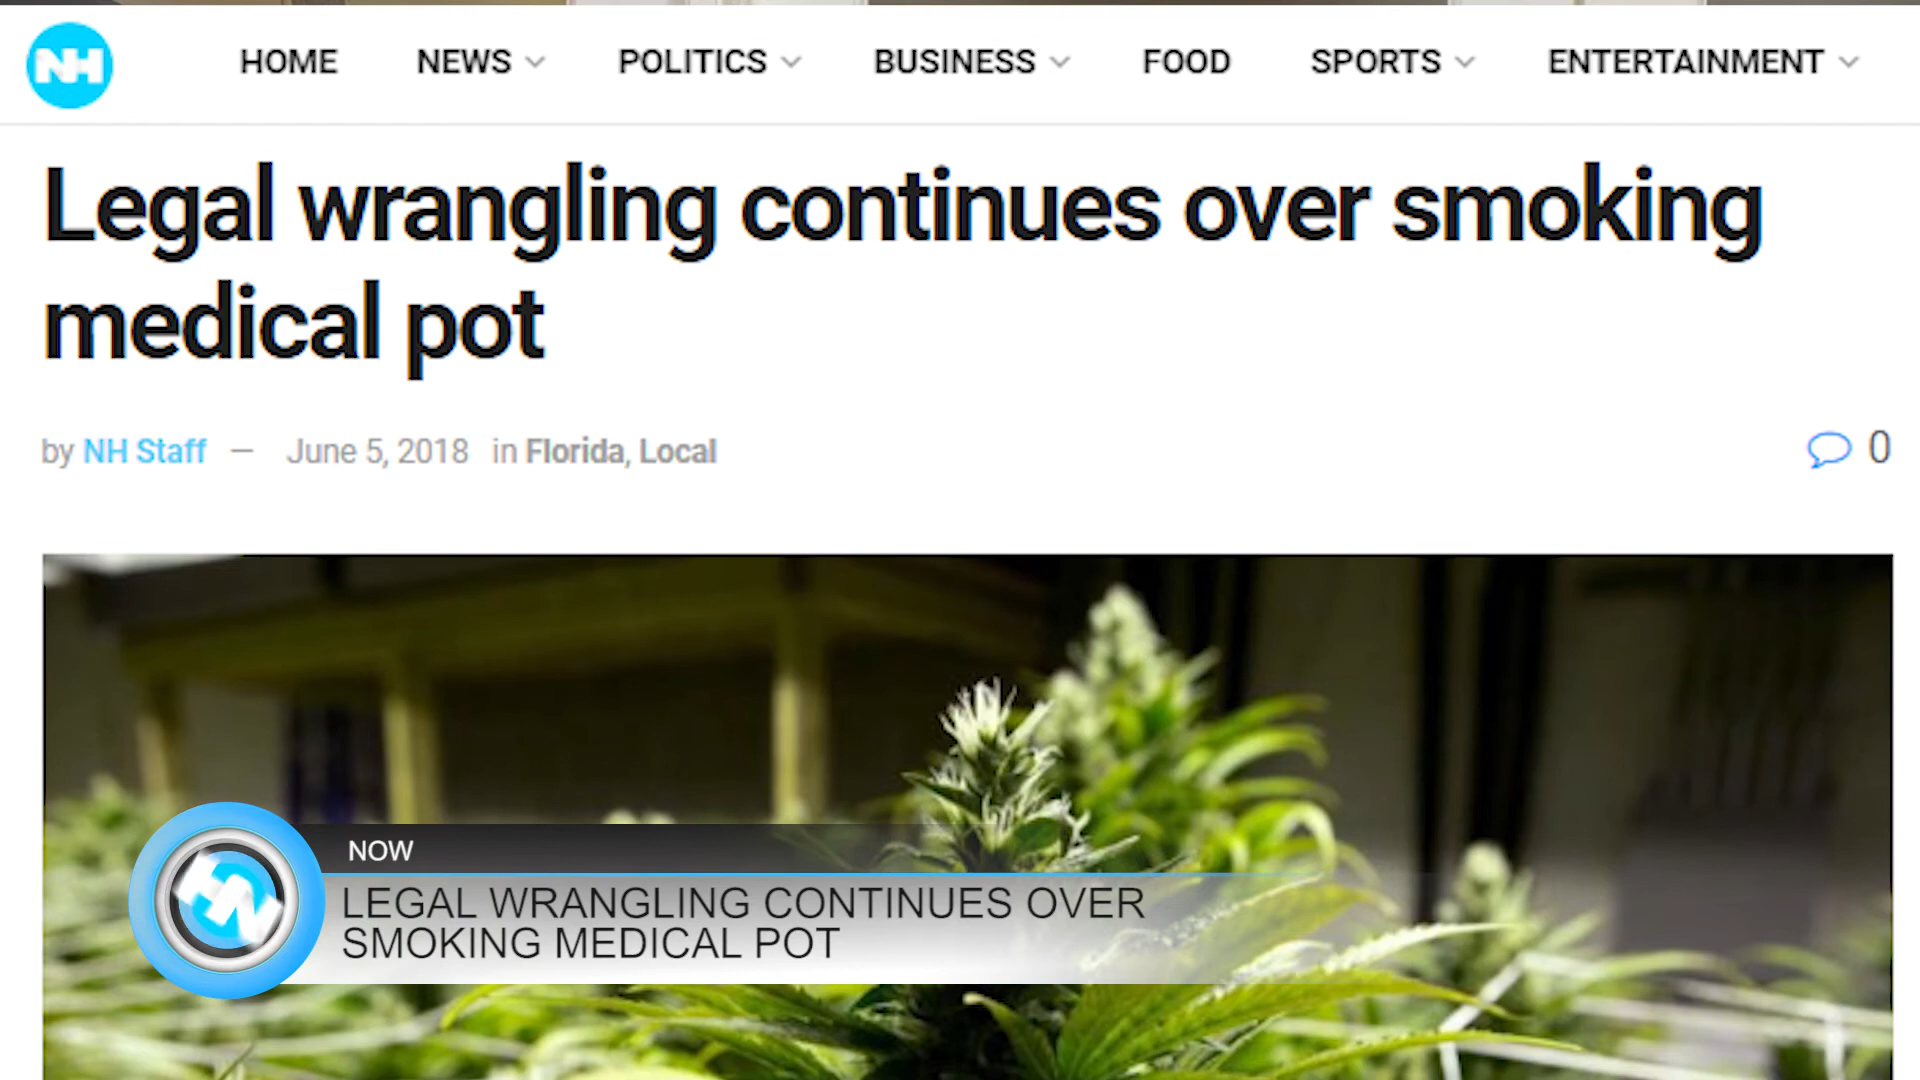 NH
HOME NEWS POLITICS BUSINESS FOOD SPORTS ENTERTAINMENT
Legal wrangling continues over smoking
medical pot
by NH Staff — June 5, 2018 in Florida, Local
0
NOW
LEGAL WRANGLING CONTINUES OVER
SMOKING MEDICAL POT